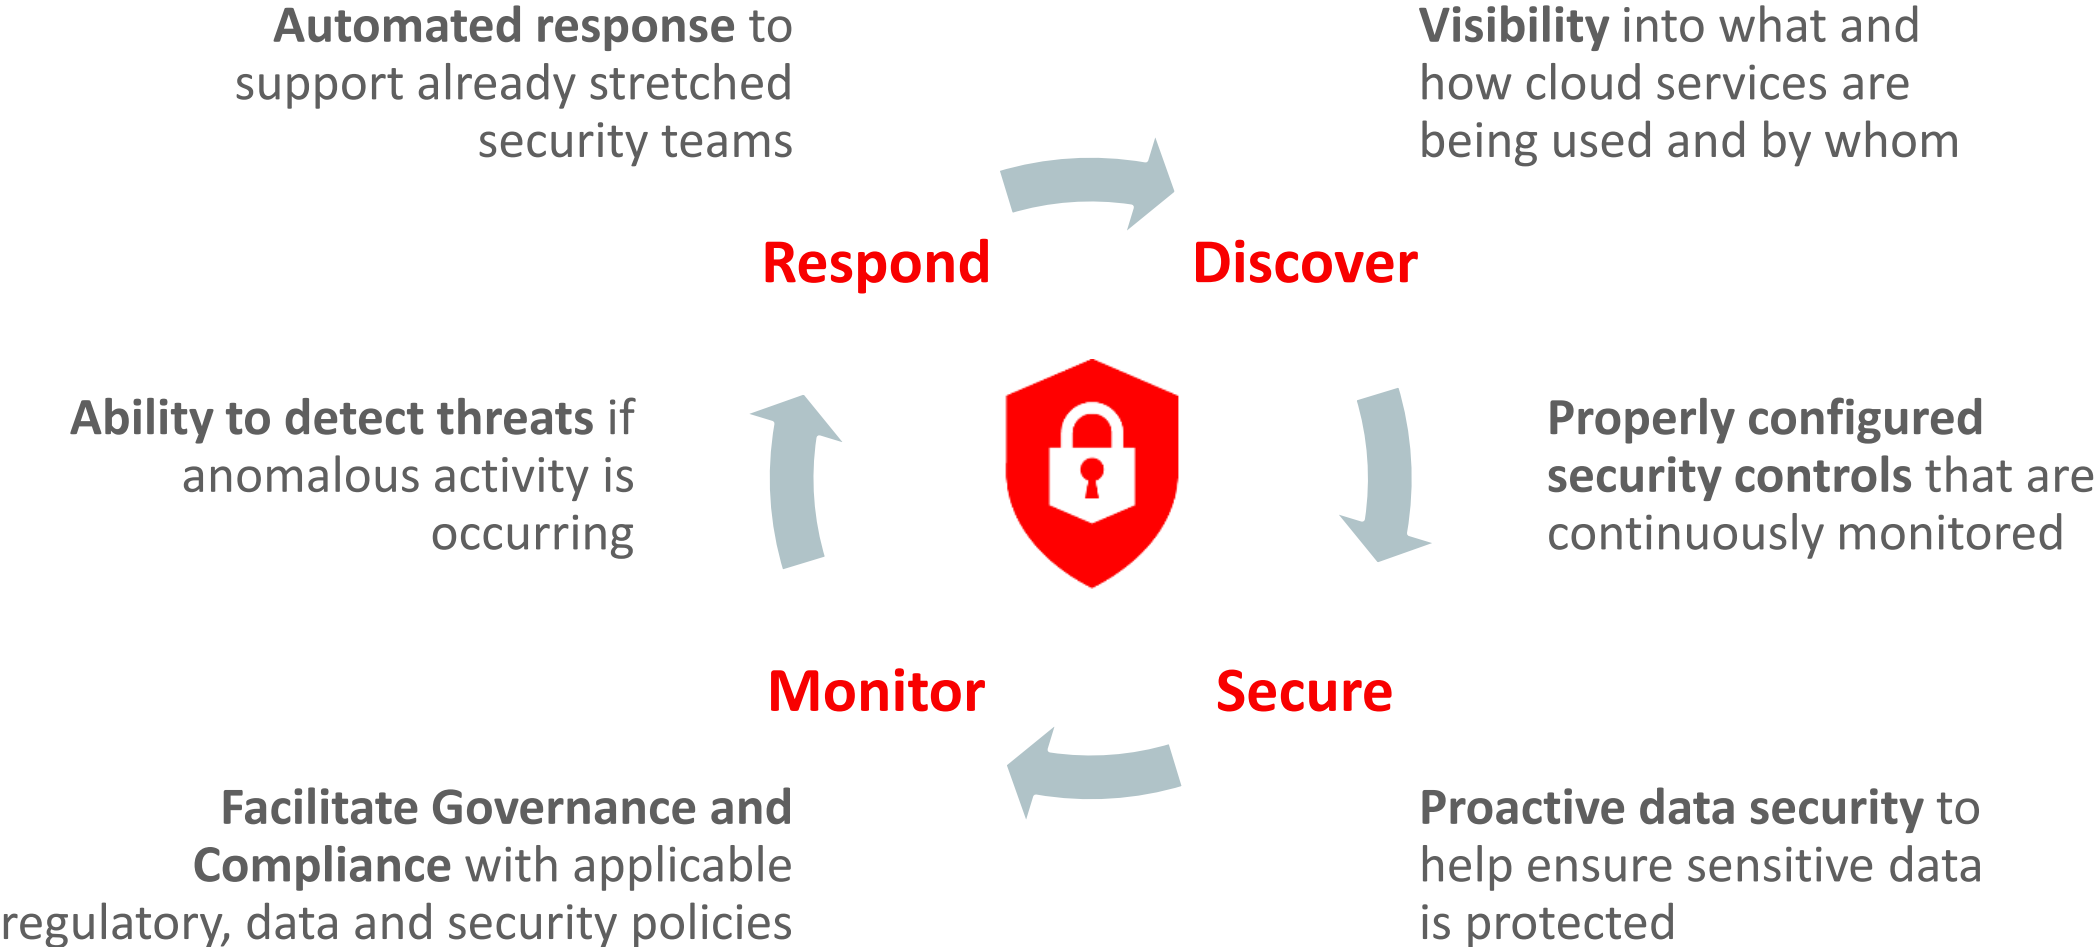 Automated response to
support already stretched
security teams
Visibility into what and
how cloud services are
being used and by whom
Respond
Discover
Ability to detect threats if
anomalous activity is
occurring
Properly configured
security controls that are
continuously monitored
Monitor
Secure
Facilitate Governance and
Compliance with applicable
regulatory, data and security policies
Proactive data security to
help ensure sensitive data
is protected